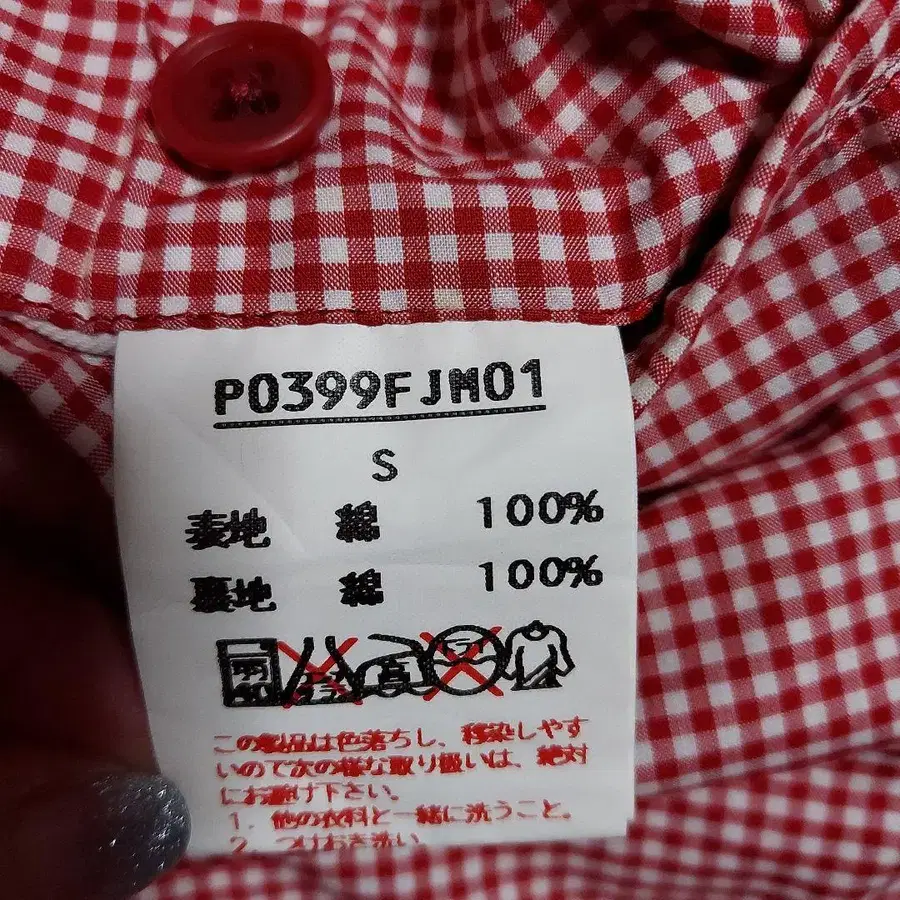 P0399FJM01
S
表地 綿 100%
裏地 綿 100%
この製品は色落ちし、移染しやす
いので次の様な取り扱いは、絶対
にお避け下さい。
1. 他の衣料と一緒に洗うこと。
2. つけおき洗い